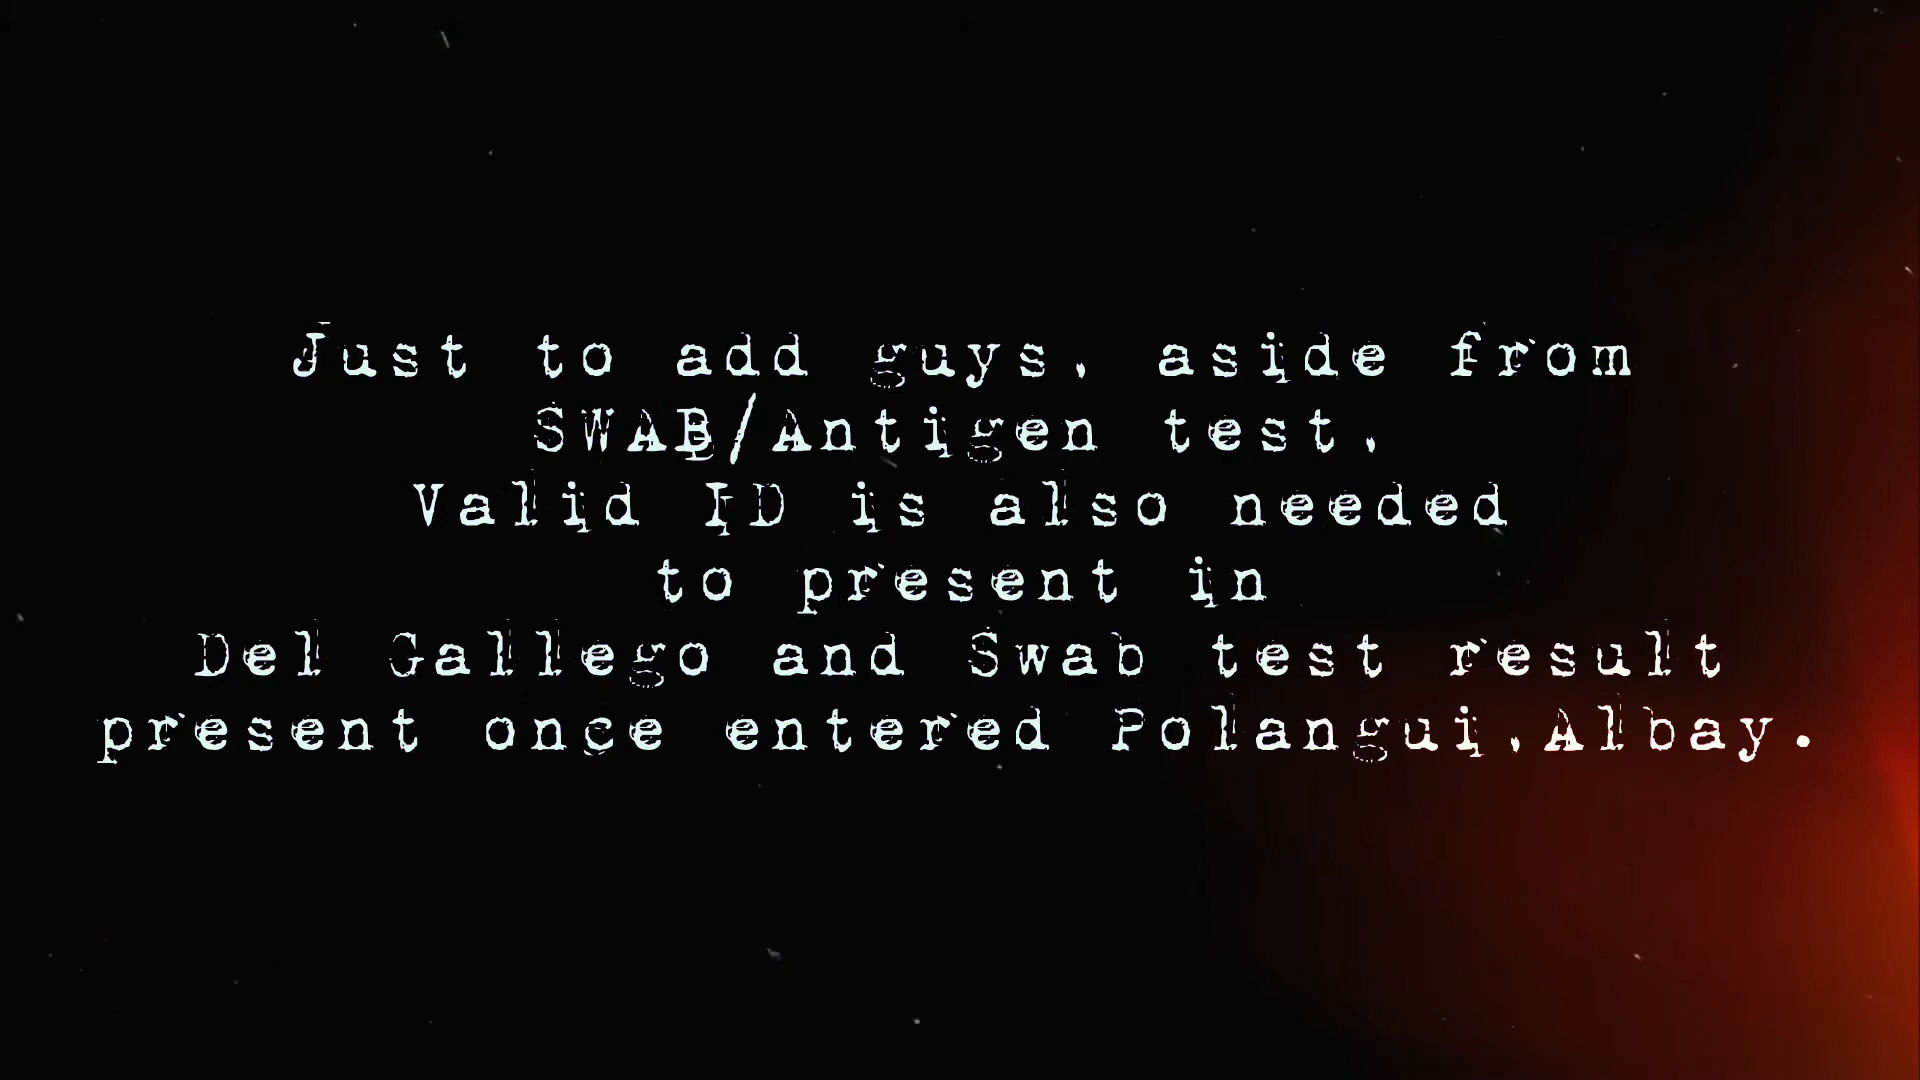 Just to add guys, aside from
SWAB/Antigen test,
Valid ID is also needed
to present in
Del Gallego and Swab test result
present once entered Polangui,Albay.